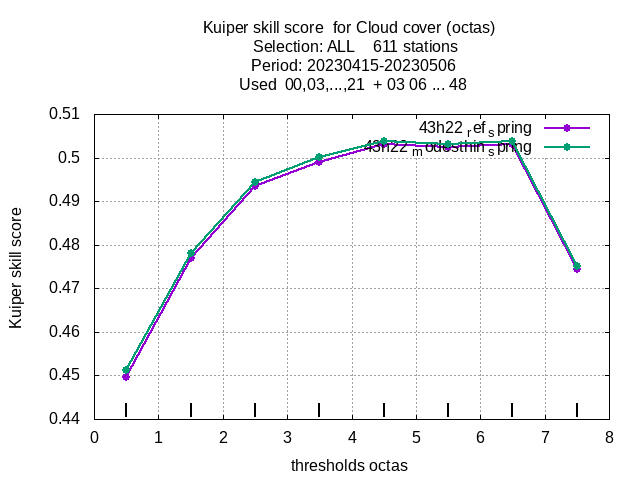 Kuiper skill score  for Cloud cover (octas)
Selection: ALL    611 stations
Period: 20230415-20230506
Used  00,03,...,21  + 03 06 ... 48
0.51
0.5
0.49
0.48
0.47
0.46
0.45
0.44
Kuiper skill score
43h22 ref spring
43h22 modesthin spring
0 1 2 3 4 5 6 7 8
thresholds octas